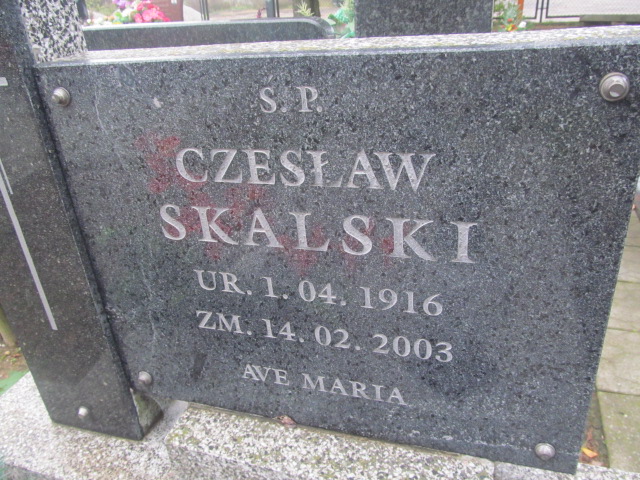 Ś. P.
CZESŁAW
SKALSKI
UR. 1. 04. 1916
ZM. 14. 02. 2003
AVE MARIA